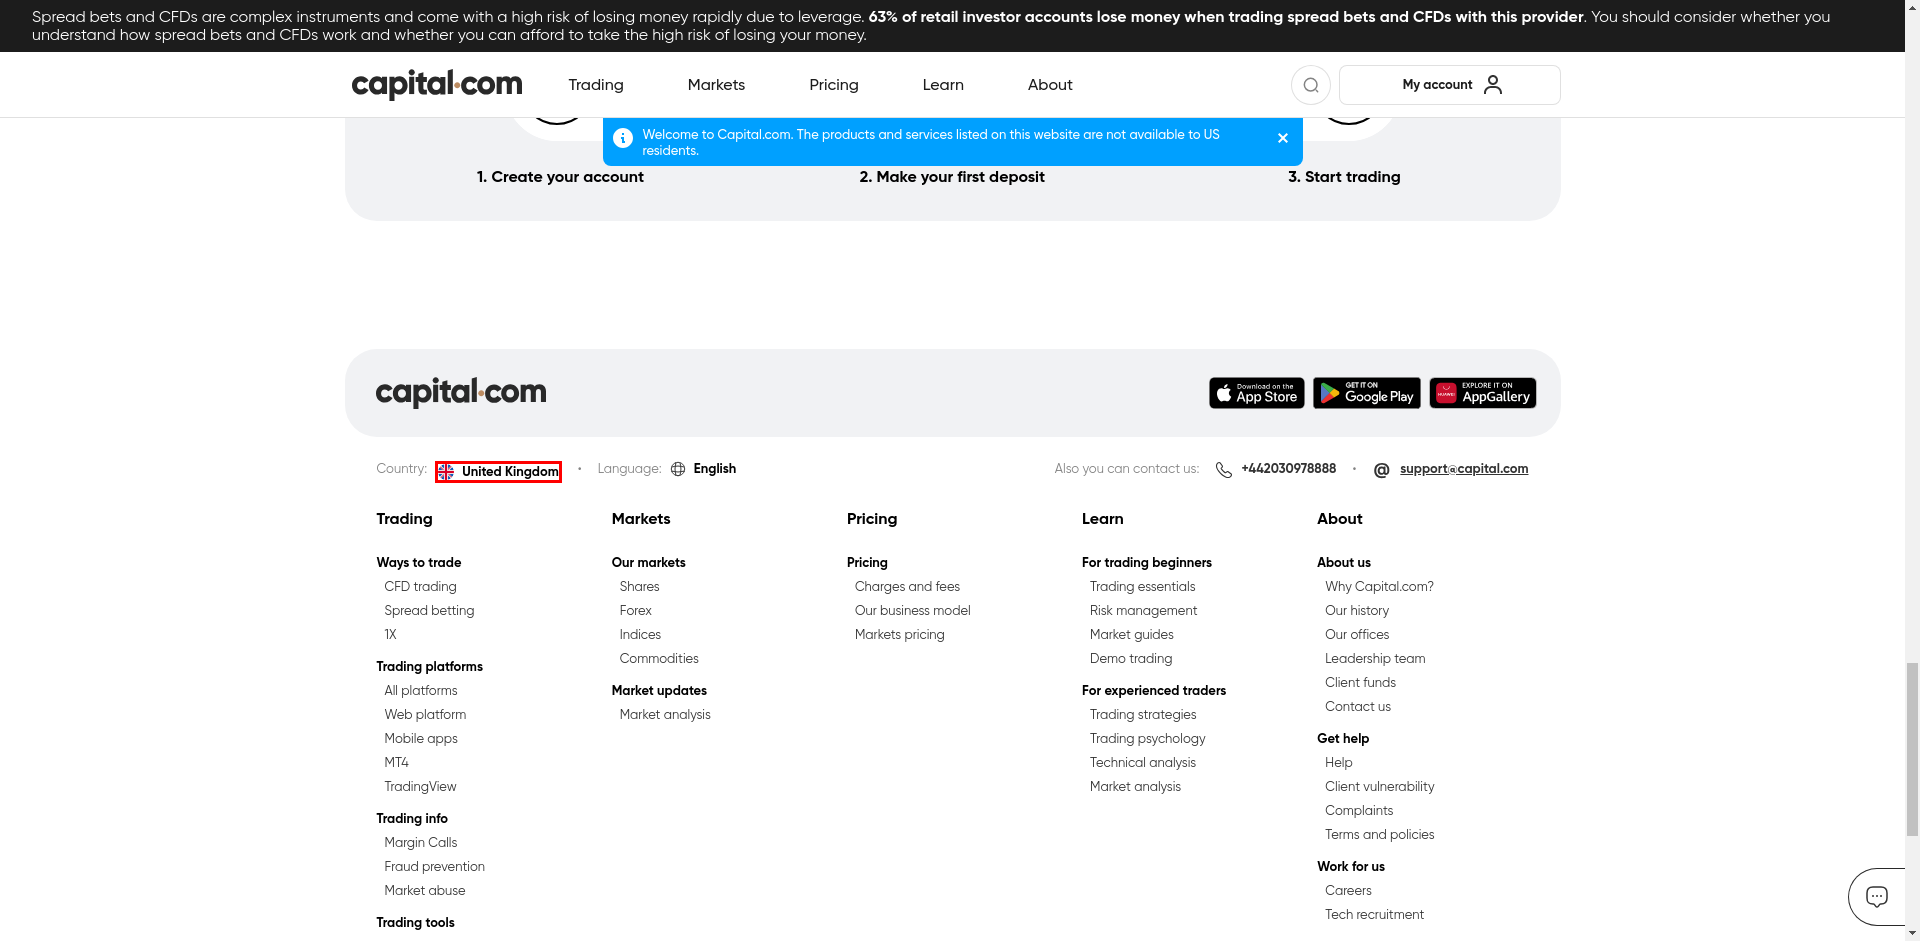 Spread bets and CFDs are complex instruments and come with a high risk of losing money rapidly due to leverage. 63% of retail investor accounts lose money when trading spread bets and CFDs with this provider. You should consider whether you
understand how spread bets and CFDs work and whether you can afford to take the high risk of losing your money.
capital.com
Trading
Markets
Pricing
Learn
About
My account
Welcome to Capital.com. The products and services listed on this website are not available to US
residents.
1. Create your account
2. Make your first deposit
3. Start trading
capital.com
Download on the
App Store
GET IT ON
Google Play
HUAWEI
EXPLORE IT ON
AppGallery
Country: United Kingdom
Language: English
Also you can contact us: +442030978888
@ support@capital.com
Trading
Ways to trade
CFD trading
Spread betting
1X
Trading platforms
All platforms
Web platform
Mobile apps
MT4
TradingView
Trading info
Margin Calls
Fraud prevention
Market abuse
Trading tools
Markets
Our markets
Shares
Forex
Indices
Commodities
Market updates
Market analysis
Pricing
Pricing
Charges and fees
Our business model
Markets pricing
Learn
For trading beginners
Trading essentials
Risk management
Market guides
Demo trading
For experienced traders
Trading strategies
Trading psychology
Technical analysis
Market analysis
About
About us
Why Capital.com?
Our history
Our offices
Leadership team
Client funds
Contact us
Get help
Help
Client vulnerability
Complaints
Terms and policies
Work for us
Careers
Tech recruitment